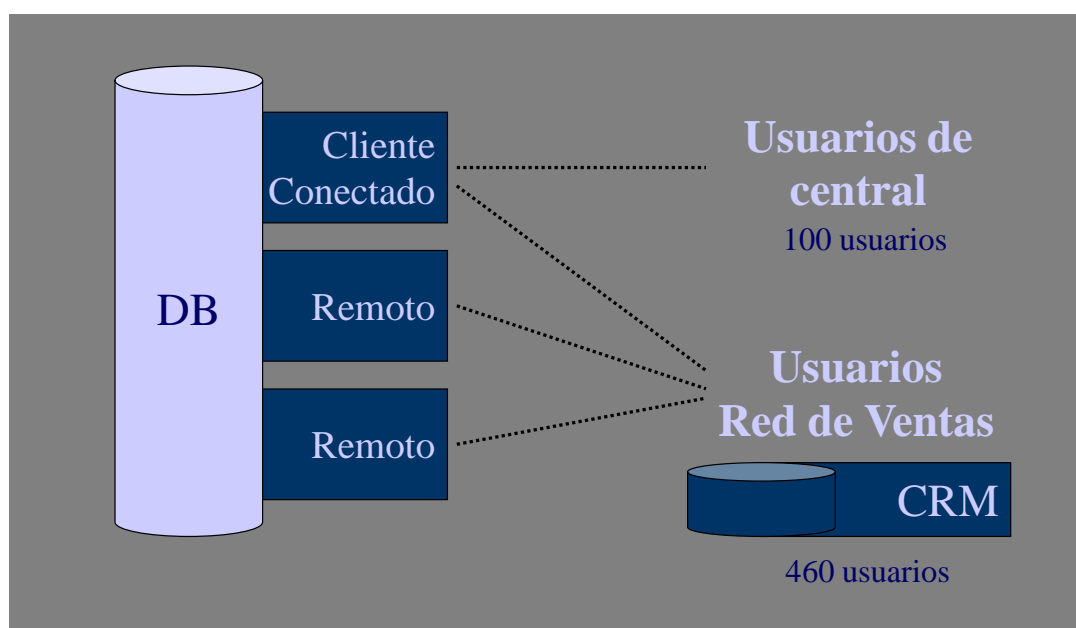 DB
Cliente
Conectado
Remoto
Remoto
Usuarios de
central
100 usuarios
Usuarios
Red de Ventas
CRM
460 usuarios